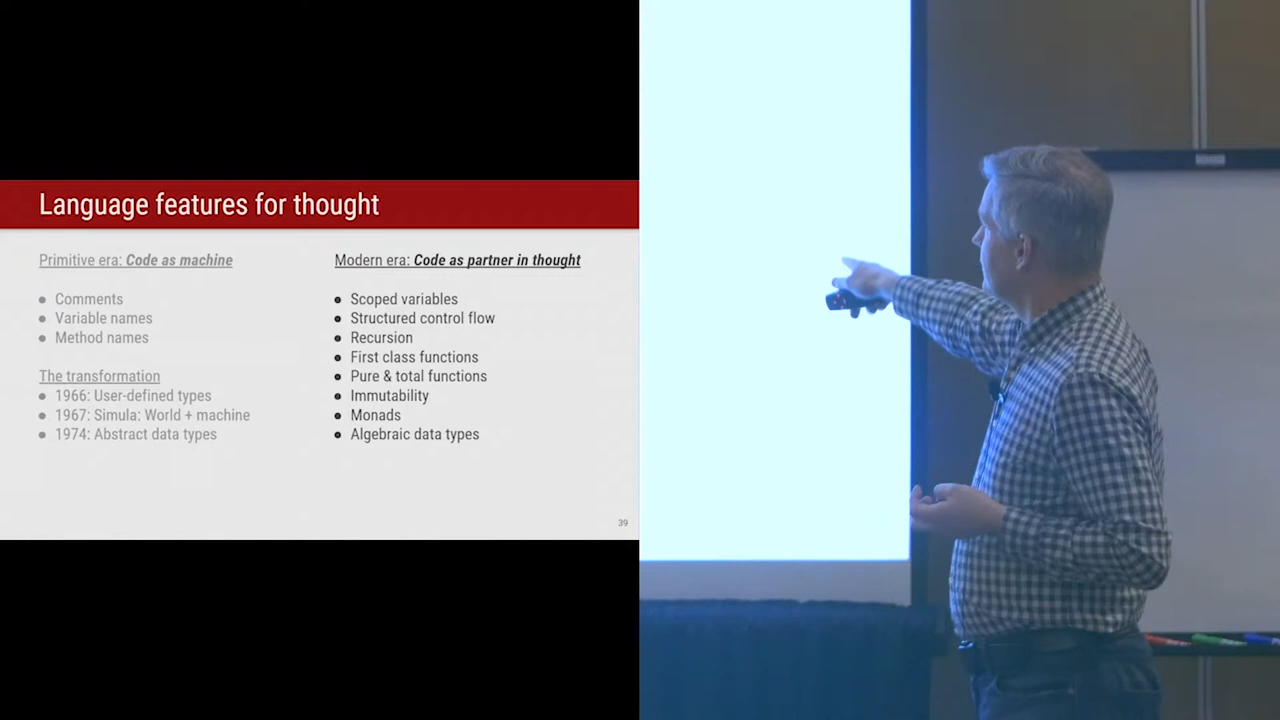 Language features for thought
Primitive era: Code as machine
● Comments
● Variable names
● Method names
The transformation
● 1966: User-defined types
● 1967: Simula: World + machine
● 1974: Abstract data types
Modern era: Code as partner in thought
● Scoped variables
● Structured control flow
● Recursion
● First class functions
● Pure & total functions
● Immutability
● Monads
● Algebraic data types
39